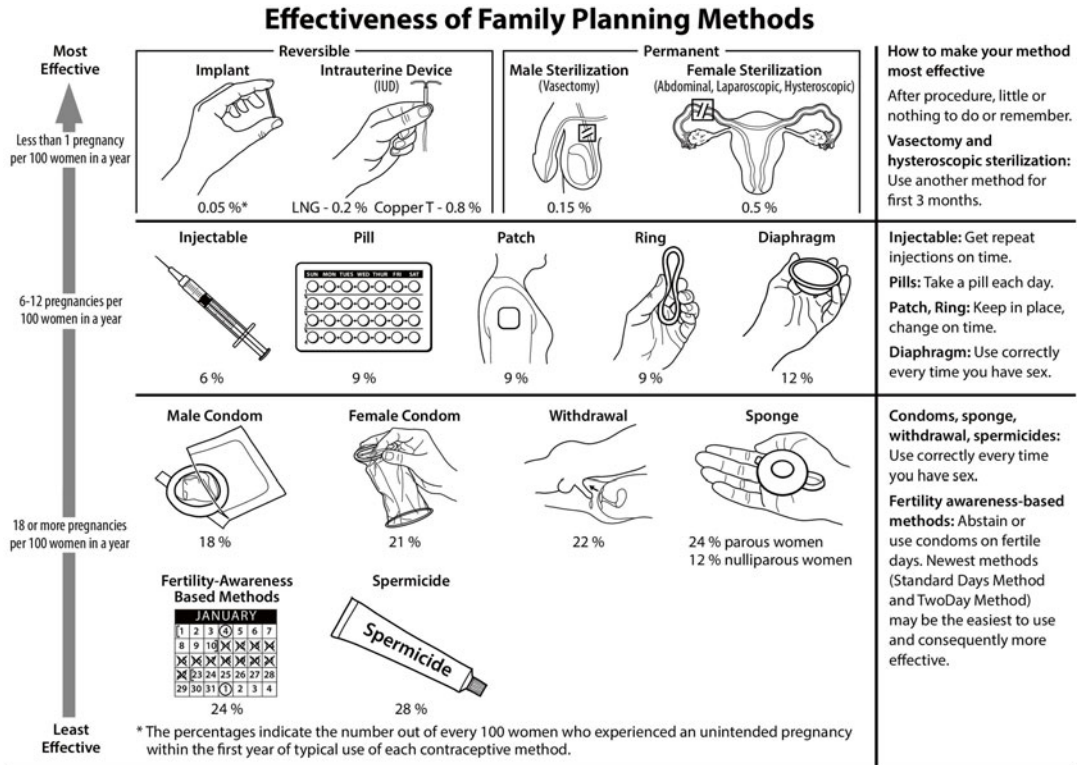 Effectiveness of Family Planning Methods
Most
Effective
Less than 1 pregnancy
per 100 women in a year
Reversible
Implant
0.05 %*
Intrauterine Device
(IUD)
LNG - 0.2 % Copper T - 0.8 %
Permanent
Male Sterilization
(Vasectomy)
0.15 %
Female Sterilization
(Abdominal, Laparoscopic, Hysteroscopic)
0.5 %
How to make your method
most effective
After procedure, little or
nothing to do or remember.
Vasectomy and
hysteroscopic sterilization:
Use another method for
first 3 months.
6-12 pregnancies per
100 women in a year
Injectable
6 %
Pill
SUN MON TUES WED THUR FRI SAT
9 %
Patch
9 %
Ring
9 %
Diaphragm
12 %
Injectable: Get repeat
injections on time.
Pills: Take a pill each day.
Patch, Ring: Keep in place,
change on time.
Diaphragm: Use correctly
every time you have sex.
18 or more pregnancies
per 100 women in a year
Male Condom
18 %
Female Condom
21 %
Withdrawal
22 %
Sponge
24 % parous women
12 % nulliparous women
Fertility-Awareness
Based Methods
JANUARY
1 2 3 4 5 6 7
8 9 10
23 24 25 26 27 28
29 30 31 1 2 3 4
24 %
Spermicide
Spermicide
28 %
Condoms, sponge,
withdrawal, spermicides:
Use correctly every time
you have sex.
Fertility awareness-based
methods: Abstain or
use condoms on fertile
days. Newest methods
(Standard Days Method
and TwoDay Method)
may be the easiest to use
and consequently more
effective.
Least
Effective
* The percentages indicate the number out of every 100 women who experienced an unintended pregnancy
within the first year of typical use of each contraceptive method.